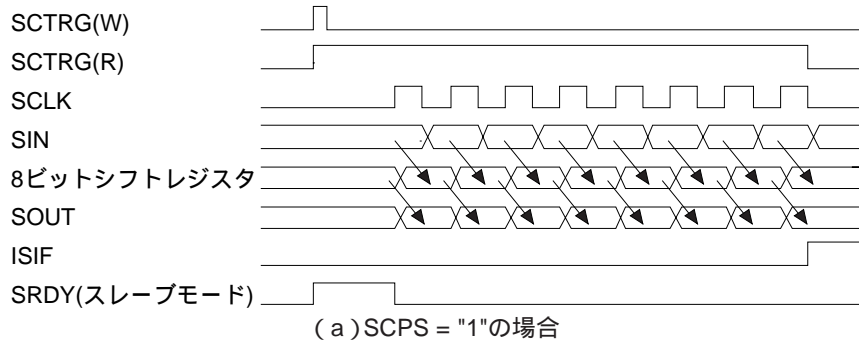 SCTRG(W)
SCTRG(R)
SCLK
SIN
8ビットシフトレジスタ
SOUT
ISIF
SRDY(スレーブモード)
(a)SCPS = "1"の場合